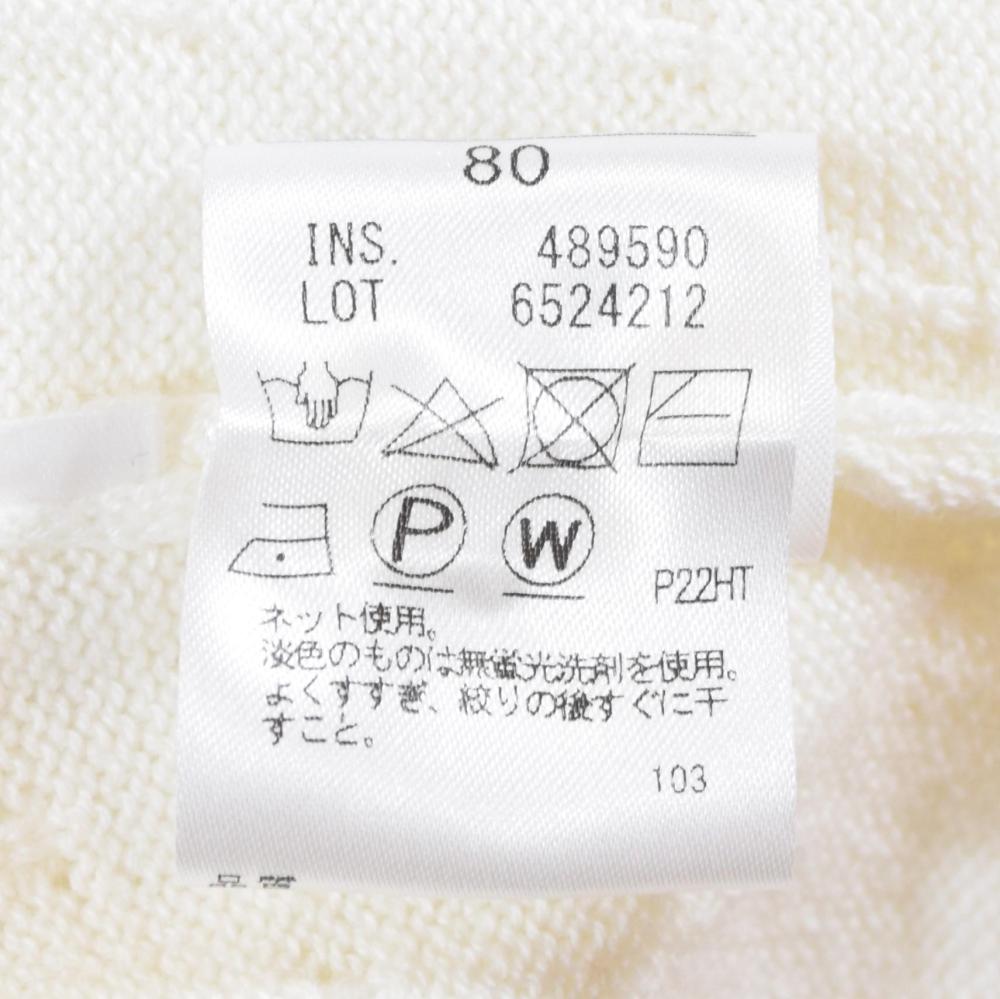 80
INS. 489590
LOT 6524212
P W
P22HT
ネット使用。
淡色のものは無蛍光洗剤を使用。
よくすすぎ、絞りの後すぐに干
すこと。
103
品質